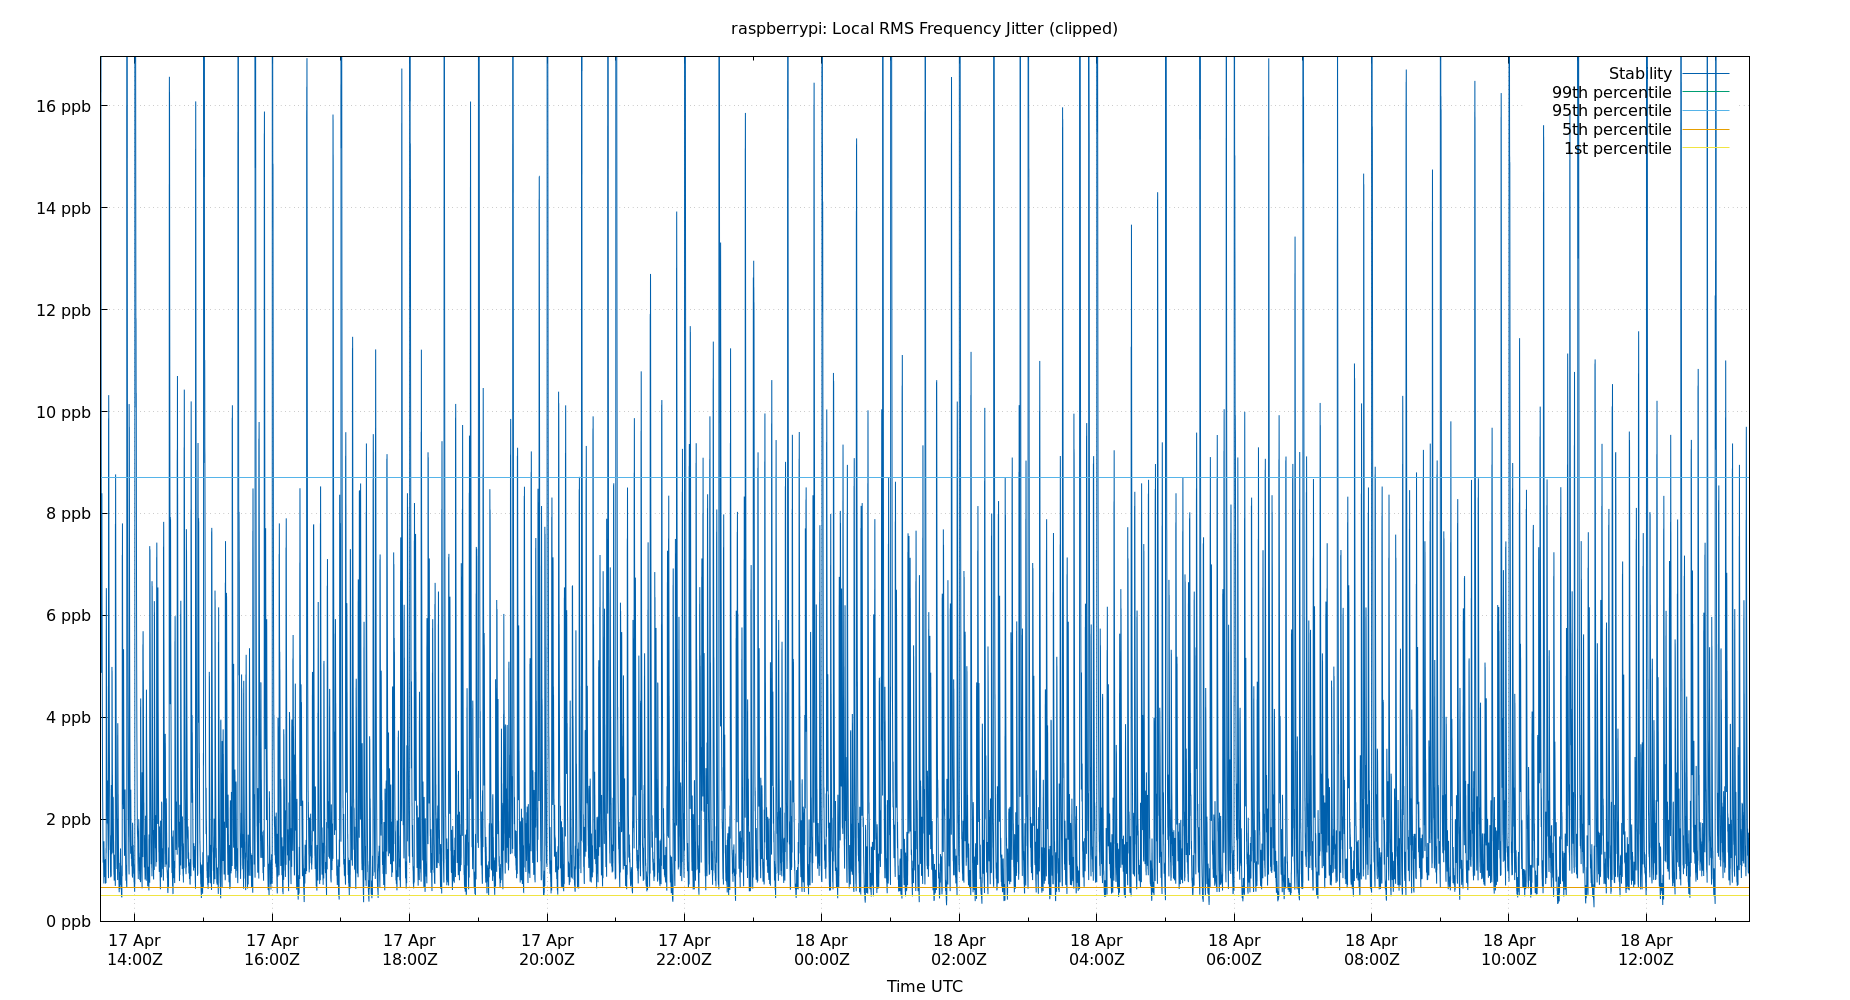 raspberrypi: Local RMS Frequency Jitter (clipped)
Stability
99th percentile
95th percentile
5th percentile
1st percentile
16 ppb
14 ppb
12 ppb
10 ppb
8 ppb
6 ppb
4 ppb
2 ppb
0 ppb
17 Apr 17 Apr 17 Apr 17 Apr 17 Apr 18 Apr 18 Apr 18 Apr 18 Apr 18 Apr 18 Apr 18 Apr
14:00Z 16:00Z 18:00Z 20:00Z 22:00Z 00:00Z 02:00Z 04:00Z 06:00Z 08:00Z 10:00Z 12:00Z
Time UTC